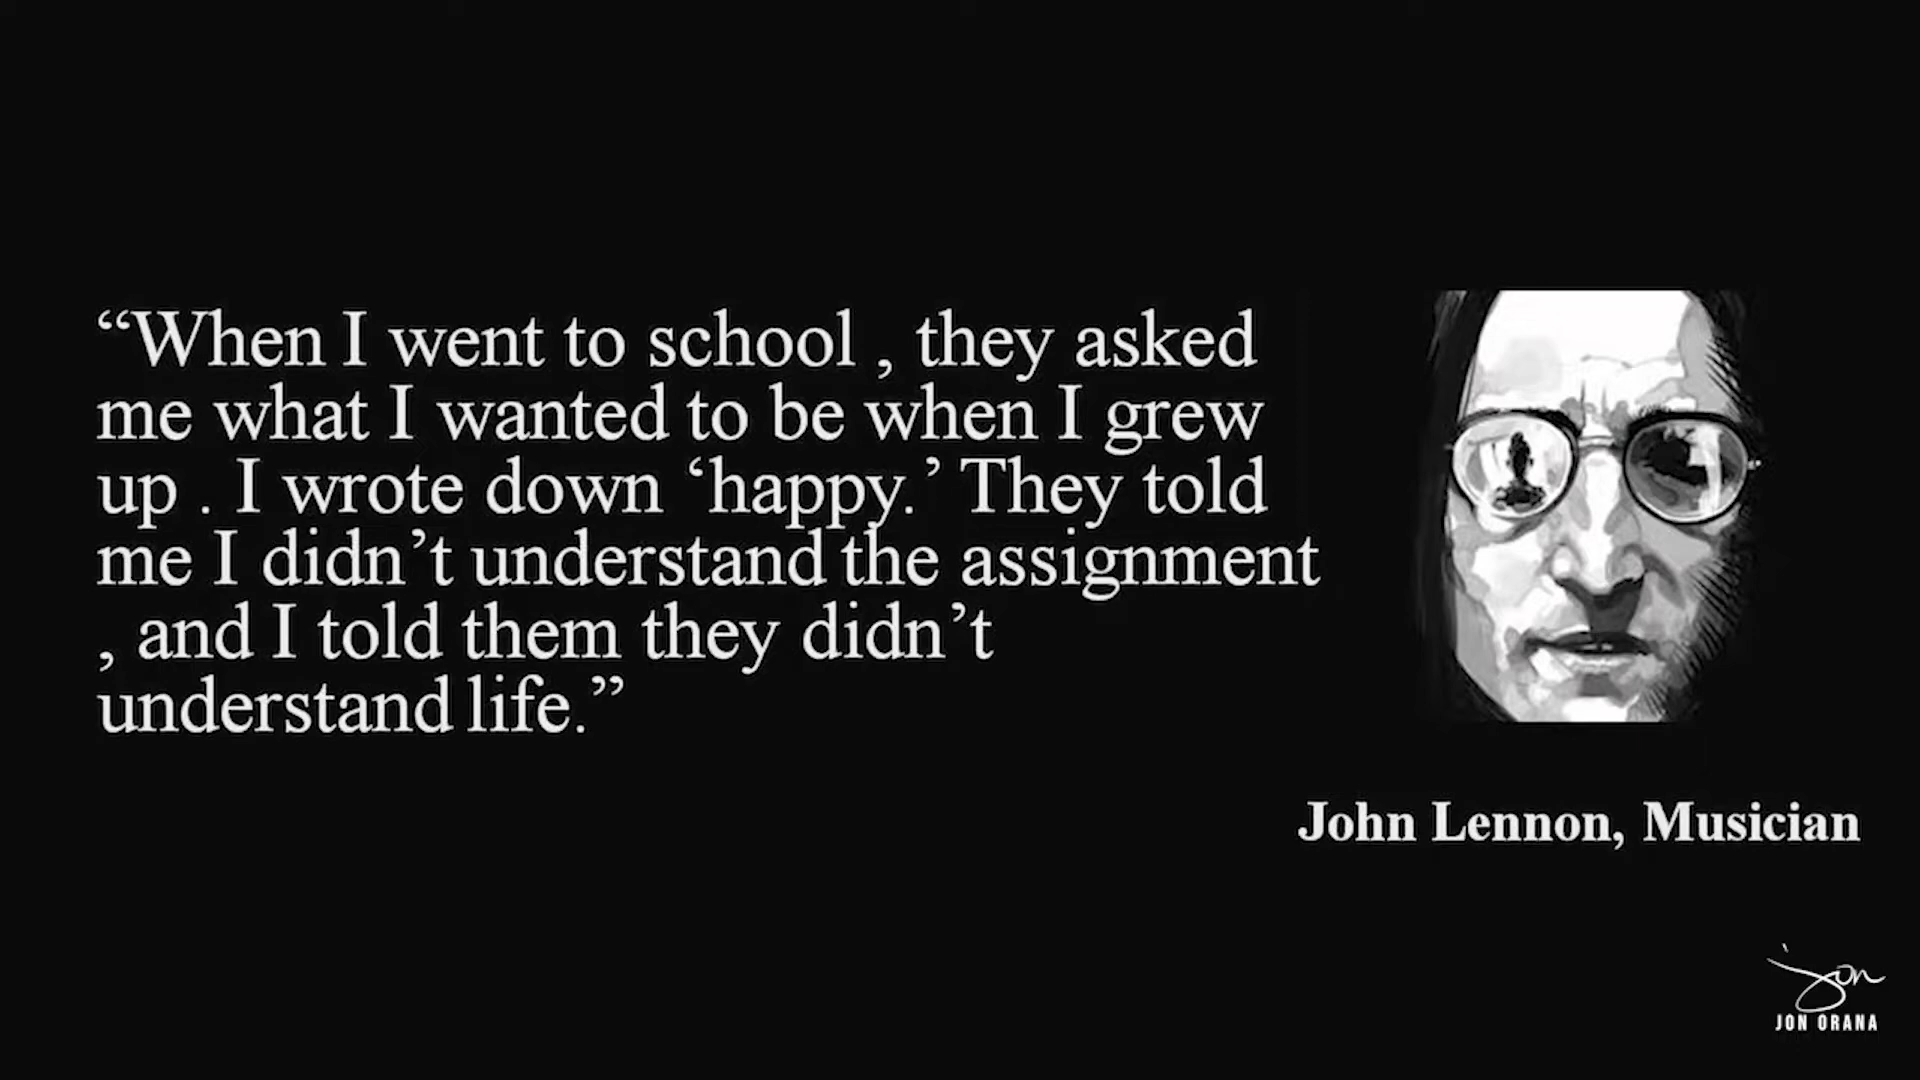 “When I went to school , they asked
me what I wanted to be when I grew
up . I wrote down ‘happy.’ They told
me I didn’t understand the assignment
, and I told them they didn’t
understand life.”
John Lennon, Musician
Jon
JON ORANA